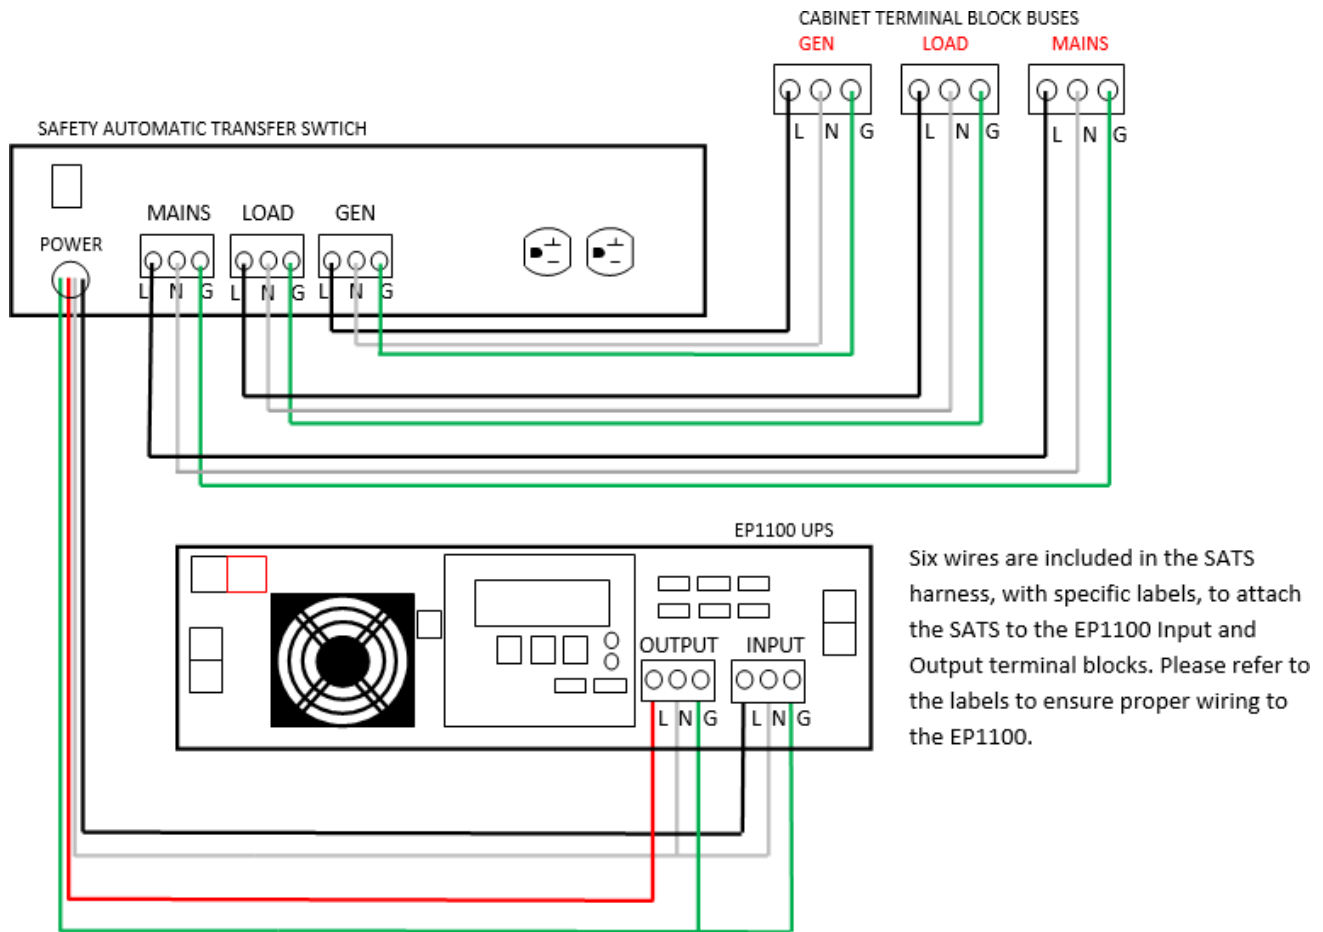 CABINET TERMINAL BLOCK BUSES
GEN LOAD MAINS
L N G L N G L N G
SAFETY AUTOMATIC TRANSFER SWTICH
MAINS LOAD GEN
POWER
L N G L N G L N G
EP1100 UPS
OUTPUT INPUT
L N G L N G
Six wires are included in the SATS
harness, with specific labels, to attach
the SATS to the EP1100 Input and
Output terminal blocks. Please refer to
the labels to ensure proper wiring to
the EP1100.